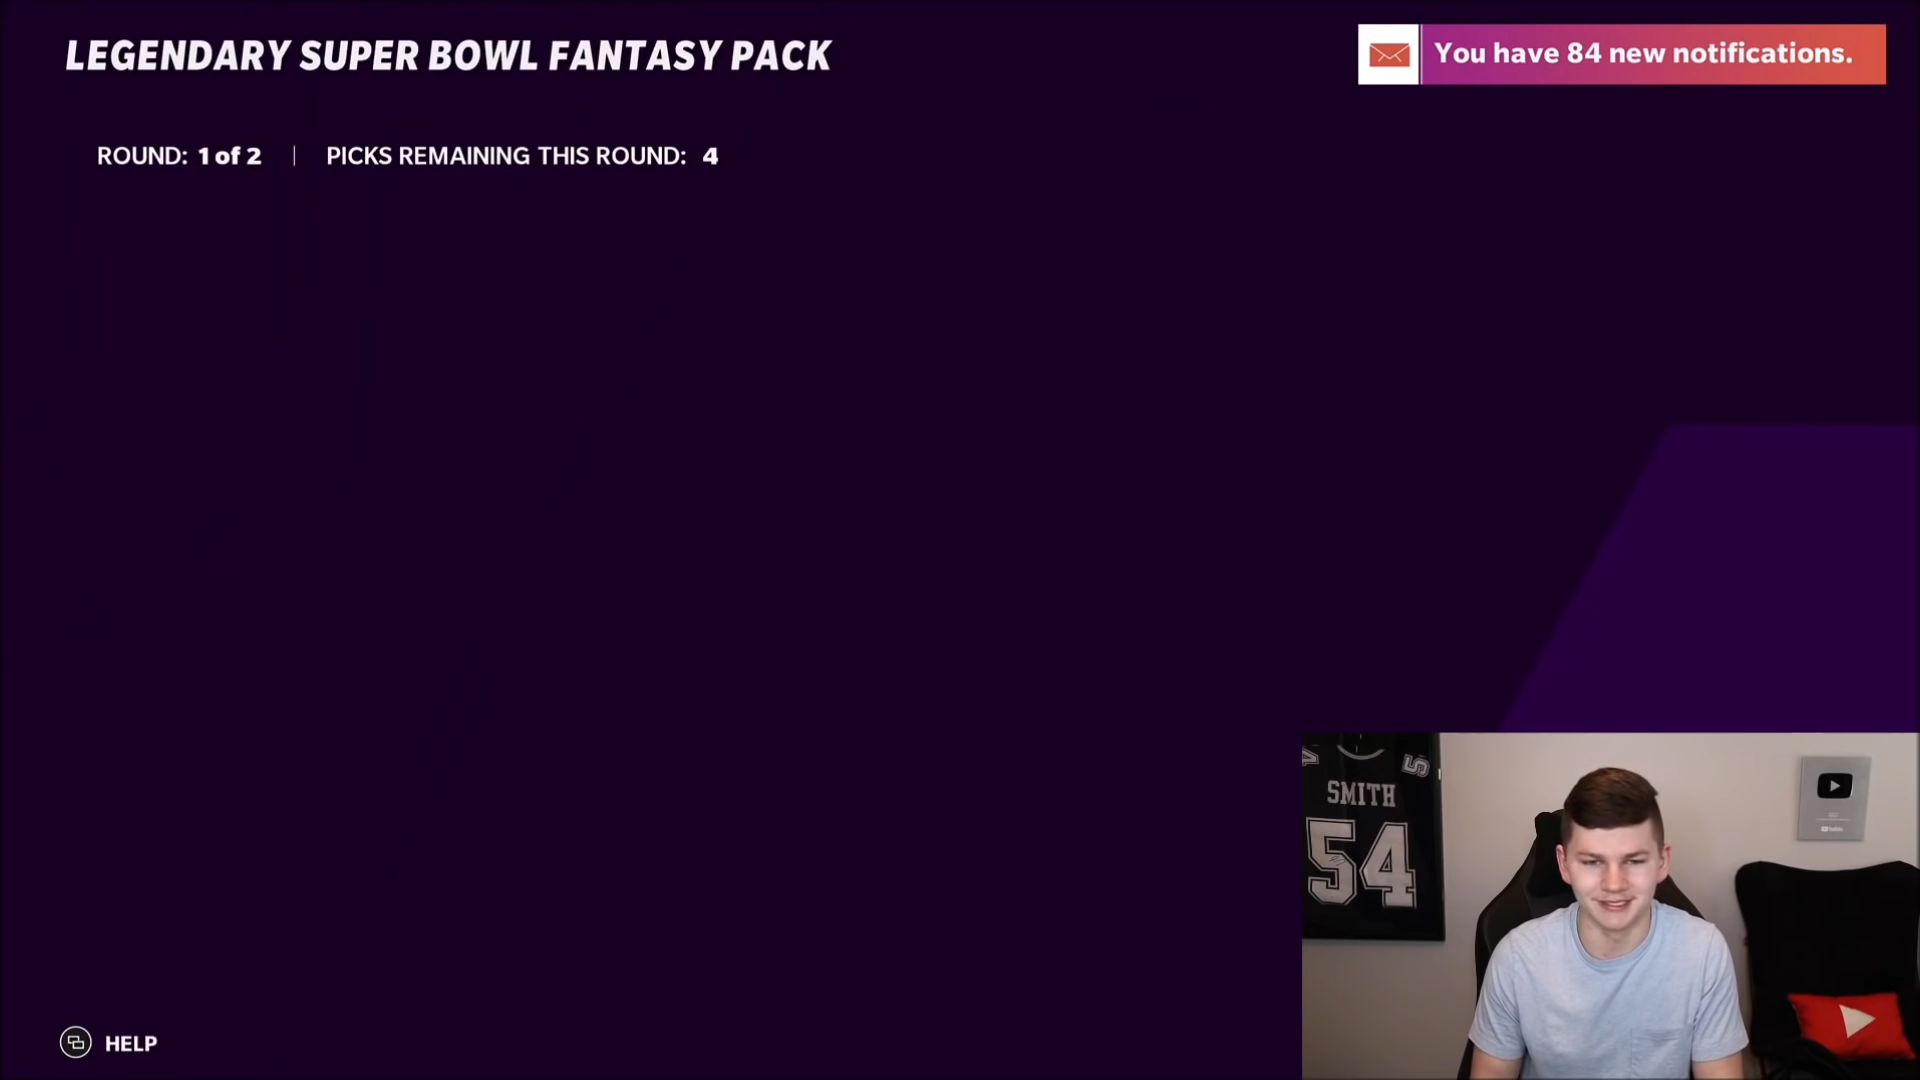 LEGENDARY SUPER BOWL FANTASY PACK
You have 84 new notifications.
ROUND: 1 of 2 | PICKS REMAINING THIS ROUND: 4
SMITH
54
5
HELP